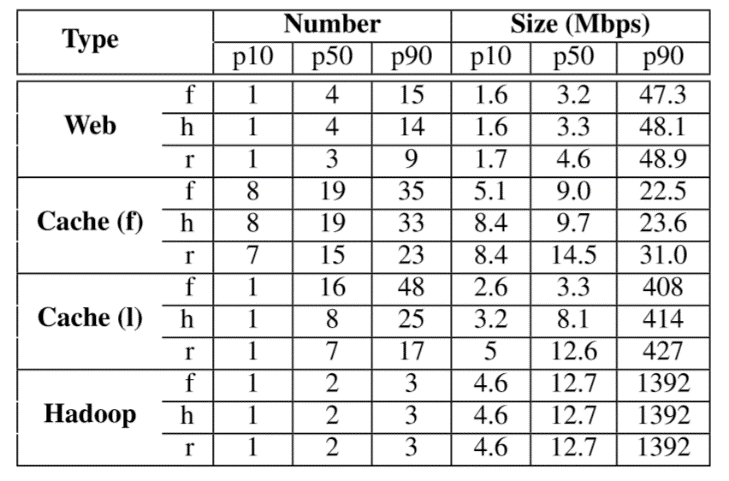 Type Number Size (Mbps)
p10 p50 p90 p10 p50 p90
f 1 4 15 1.6 3.2 47.3
Web h 1 4 14 1.6 3.3 48.1
r 1 3 9 1.7 4.6 48.9
f 8 19 35 5.1 9.0 22.5
Cache (f) h 8 19 33 8.4 9.7 23.6
r 7 15 23 8.4 14.5 31.0
f 1 16 48 2.6 3.3 408
Cache (l) h 1 8 25 3.2 8.1 414
r 1 7 17 5 12.6 427
f 1 2 3 4.6 12.7 1392
Hadoop h 1 2 3 4.6 12.7 1392
r 1 2 3 4.6 12.7 1392